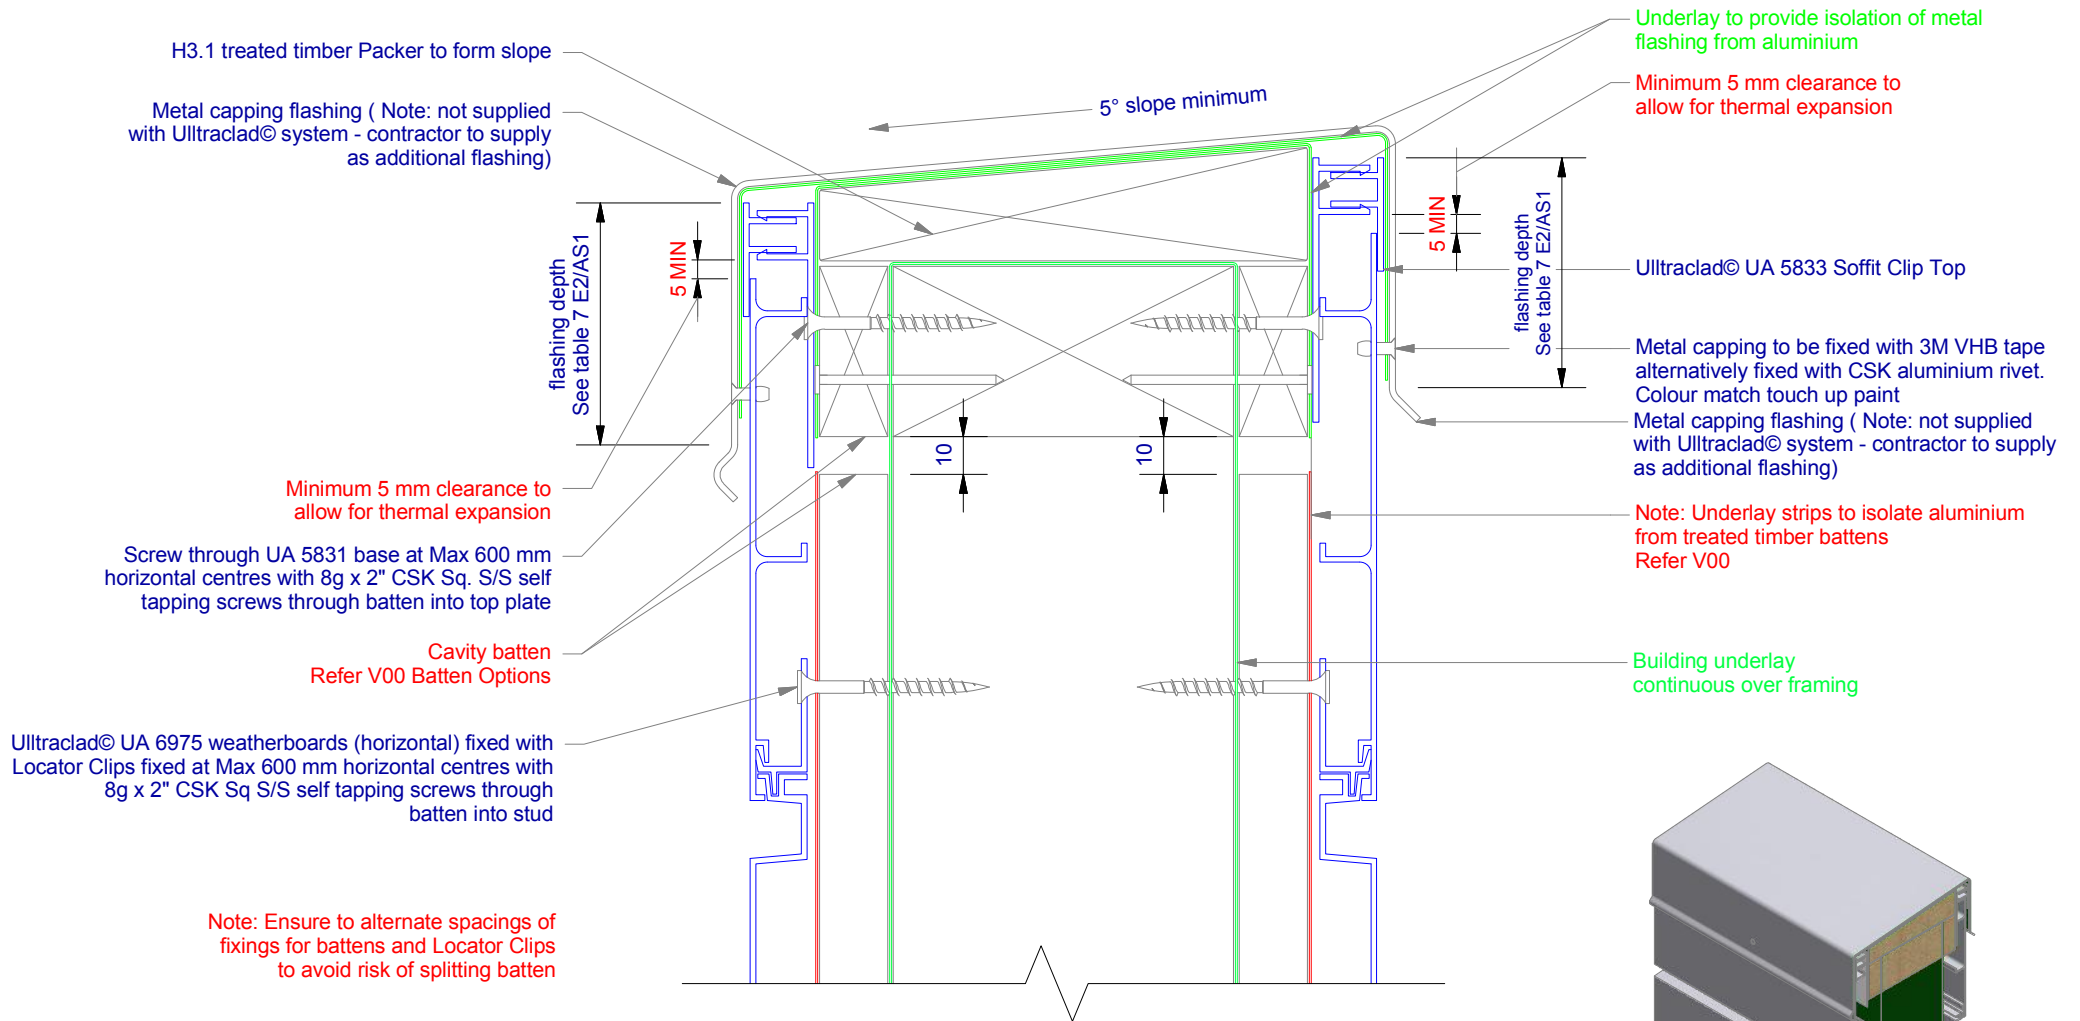 H3.1 treated timber Packer to form slope
Metal capping flashing ( Note: not supplied
with Ulltraclad© system - contractor to supply
as additional flashing)
5° slope minimum
Underlay to provide isolation of metal
flashing from aluminium
Minimum 5 mm clearance to
allow for thermal expansion
flashing depth
See table 7 E2/AS1
5 MIN
5 MIN
flashing depth
See table 7 E2/AS1
Ulltraclad© UA 5833 Soffit Clip Top
Metal capping to be fixed with 3M VHB tape
alternatively fixed with CSK aluminium rivet.
Colour match touch up paint
Metal capping flashing ( Note: not supplied
with Ulltraclad© system - contractor to supply
as additional flashing)
10
10
Minimum 5 mm clearance to
allow for thermal expansion
Note: Underlay strips to isolate aluminium
from treated timber battens
Refer V00
Screw through UA 5831 base at Max 600 mm
horizontal centres with 8g x 2" CSK Sq. S/S self
tapping screws through batten into top plate
Cavity batten
Refer V00 Batten Options
Building underlay
continuous over framing
Ulltraclad© UA 6975 weatherboards (horizontal) fixed with
Locator Clips fixed at Max 600 mm horizontal centres with
8g x 2" CSK Sq S/S self tapping screws through
batten into stud
Note: Ensure to alternate spacings of
fixings for battens and Locator Clips
to avoid risk of splitting batten